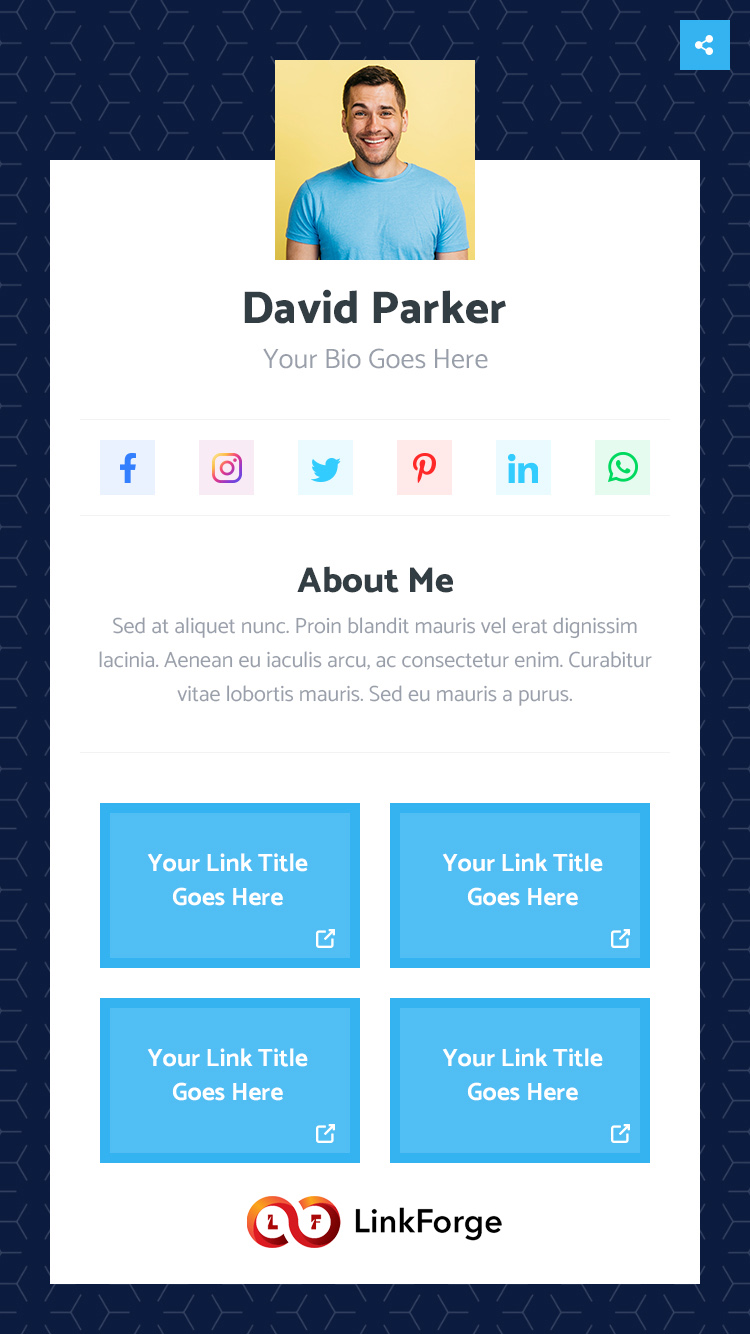 David Parker
Your Bio Goes Here
About Me
Sed at aliquet nunc. Proin blandit mauris vel erat dignissim
lacinia. Aenean eu iaculis arcu, ac consectetur enim. Curabitur
vitae lobortis mauris. Sed eu mauris a purus.
Your Link Title
Goes Here
Your Link Title
Goes Here
Your Link Title
Goes Here
Your Link Title
Goes Here
L F LinkForge